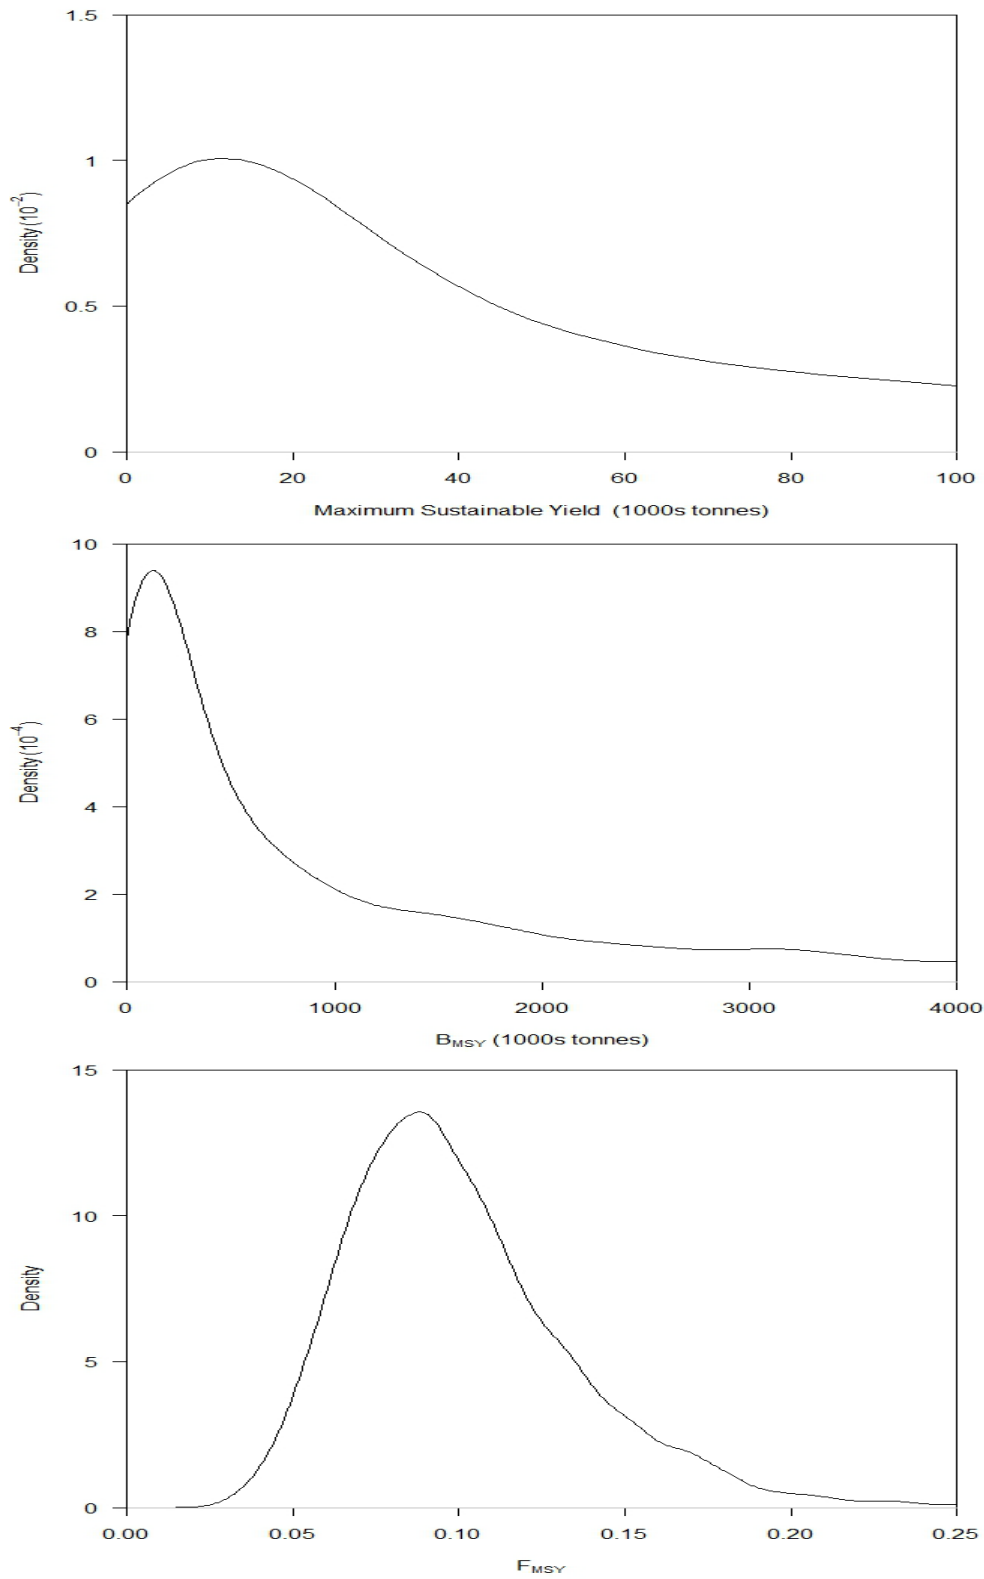 1.5
1
0.5
0
Density (10⁻²)
0 20 40 60 80 100
Maximum Sustainable Yield (1000s tonnes)
10
8
6
4
2
0
Density (10⁻⁴)
0 1000 2000 3000 4000
BMSY (1000s tonnes)
15
10
5
0
Density
0.00 0.05 0.10 0.15 0.20 0.25
FMSY